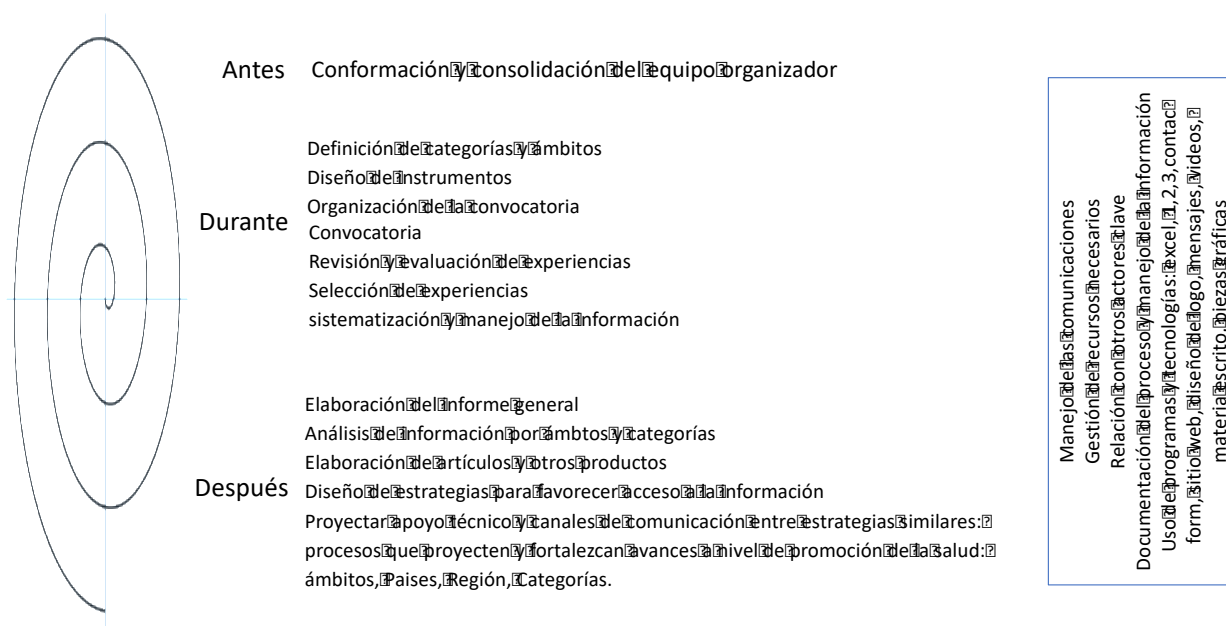 Antes
Conformación y consolidación del equipo organizador
Durante
Definición de categorías y ámbitos
Diseño de instrumentos
Organización de la convocatoria
Convocatoria
Revisión y evaluación de experiencias
Selección de experiencias
sistematización y manejo de la información
Después
Elaboración del informe general
Análisis de información por ámbtos y categorías
Elaboración de artículos y otros productos
Diseño de estrategias para favorecer acceso a la información
Proyectar apoyo técnico y canales de comunicación entre estrategias similares:
procesos que proyecten y fortalezcan avances a nivel de promoción de la salud:
ámbitos, Paises, Región, Categorías.
Manejo de las comunicaciones
Gestión de recursos necesarios
Relación con otros actores clave
Documentación del proceso y manejo de la información
Uso de programas y tecnologías: excel, 1,2,3,contac
form, sitio web, diseño de logo, mensajes, videos,
materia escrito, piezas gráficas